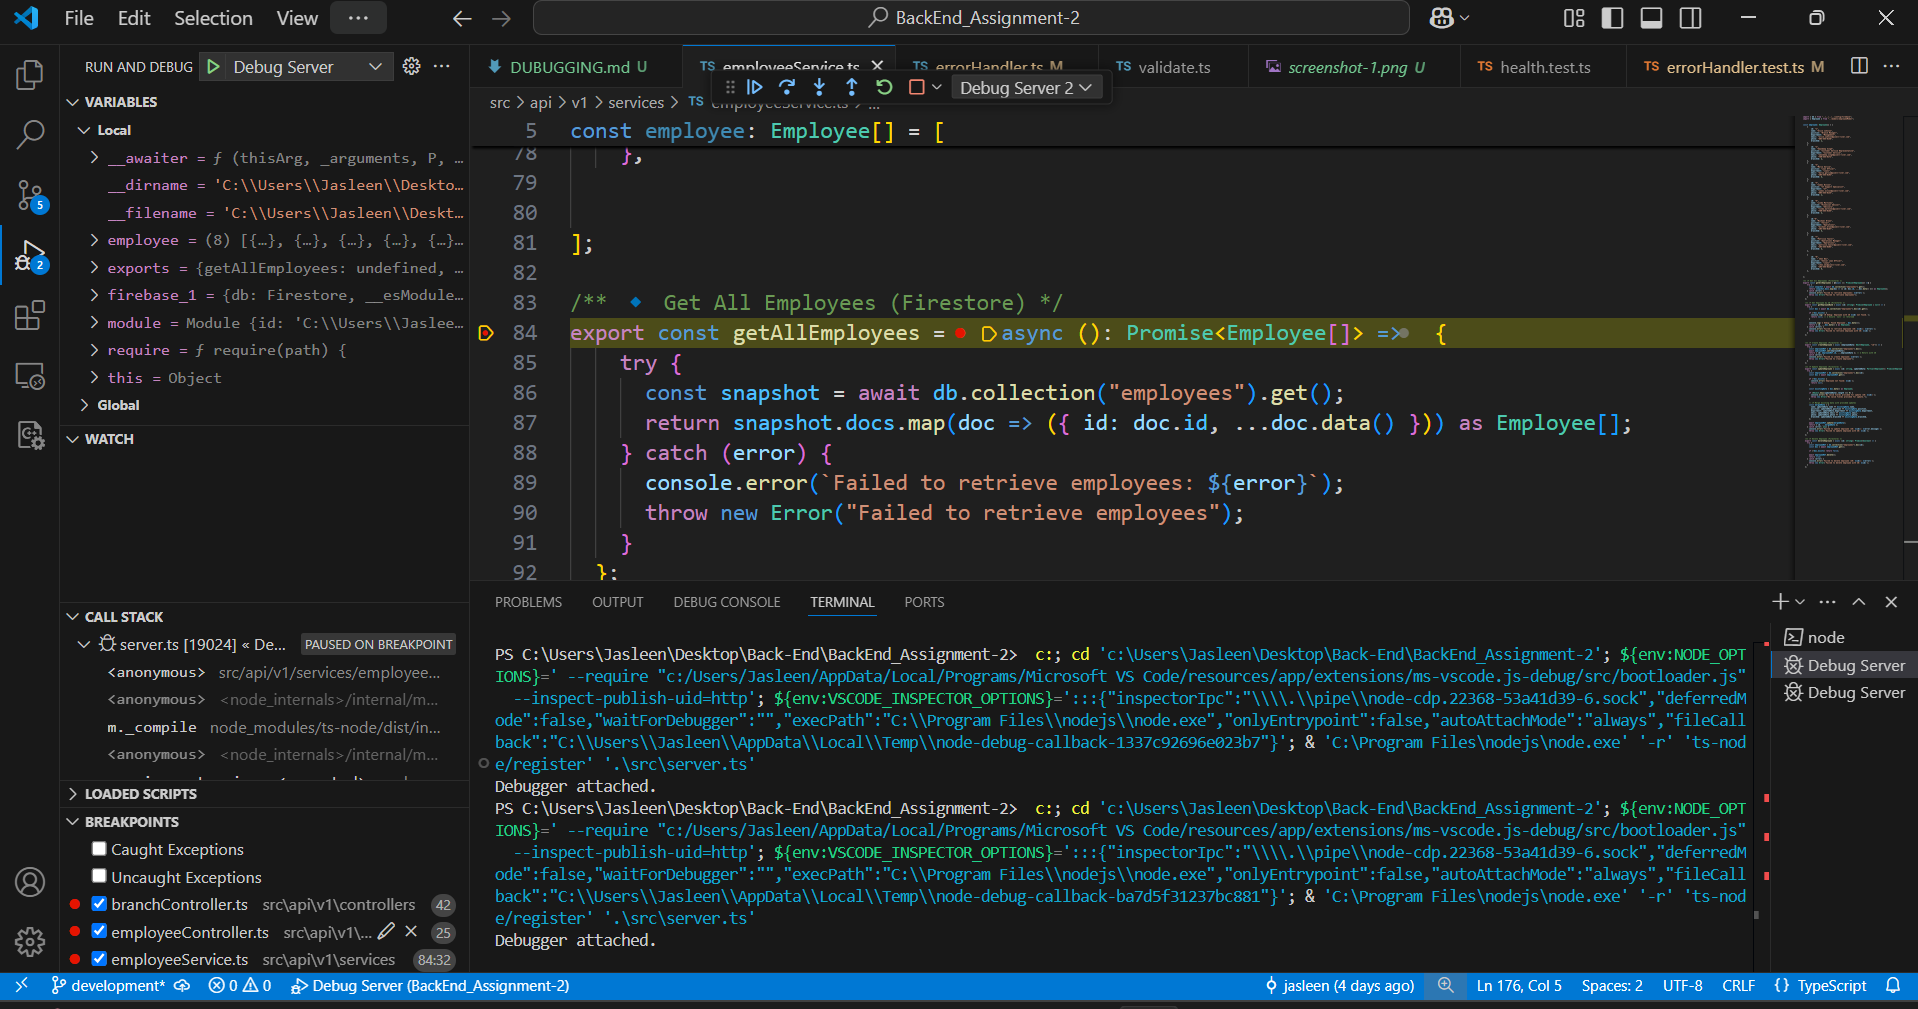 File Edit Selection View ··· BackEnd_Assignment-2
RUN AND DEBUG Debug Server
VARIABLES
Local
__awaiter = ƒ (thisArg, _arguments, P, …
__dirname = 'C:\\Users\\Jasleen\\Deskto…
__filename = 'C:\\Users\\Jasleen\\Deskt…
employee = (8) [{…}, {…}, {…}, {…}, {…}…
exports = {getAllEmployees: undefined, …
firebase_1 = {db: Firestore, __esModule…
module = Module {id: 'C:\\Users\\Jaslee…
require = ƒ require(path) {
this = Object
Global
WATCH
CALL STACK
server.ts [19024] « De... PAUSED ON BREAKPOINT
<anonymous> src/api/v1/services/employee...
<anonymous> <node_internals>/internal/m...
m._compile node_modules/ts-node/dist/in...
<anonymous> <node_internals>/internal/m...
LOADED SCRIPTS
BREAKPOINTS
Caught Exceptions
Uncaught Exceptions
branchController.ts src\api\v1\controllers 42
employeeController.ts src\api\v1\... 25
employeeService.ts src\api\v1\services 84:32
DUBUGGING.md U
TS employeeService.ts
TS errorHandler.ts M
TS validate.ts
screenshot-1.png U
TS health.test.ts
TS errorHandler.test.ts M
Debug Server 2
src > api > v1 > services > TS employeeService.ts > ...
5 const employee: Employee[] = [
78 },
79
80
81 ];
82
83 /** 🔹 Get All Employees (Firestore) */
84 export const getAllEmployees = async (): Promise<Employee[]> => {
85 try {
86 const snapshot = await db.collection("employees").get();
87 return snapshot.docs.map(doc => ({ id: doc.id, ...doc.data() })) as Employee[];
88 } catch (error) {
89 console.error(`Failed to retrieve employees: ${error}`);
90 throw new Error("Failed to retrieve employees");
91 }
92 };
PROBLEMS OUTPUT DEBUG CONSOLE TERMINAL PORTS
PS C:\Users\Jasleen\Desktop\Back-End\BackEnd_Assignment-2> c:; cd 'c:\Users\Jasleen\Desktop\Back-End\BackEnd_Assignment-2'; ${env:NODE_OPT
IONS}=' --require "c:/Users/Jasleen/AppData/Local/Programs/Microsoft VS Code/resources/app/extensions/ms-vscode.js-debug/src/bootloader.js"
--inspect-publish-uid=http'; ${env:VSCODE_INSPECTOR_OPTIONS}=':::{"inspectorIpc":"\\\\.\\pipe\\node-cdp.22368-53a41d39-6.sock","deferredM
ode":false,"waitForDebugger":"","execPath":"C:\\Program Files\\nodejs\\node.exe","onlyEntrypoint":false,"autoAttachMode":"always","fileCall
back":"C:\\Users\\Jasleen\\AppData\\Local\\Temp\\node-debug-callback-1337c92696e023b7"}'; & 'C:\Program Files\nodejs\node.exe' '-r' 'ts-nod
e/register' '.\src\server.ts'
Debugger attached.
PS C:\Users\Jasleen\Desktop\Back-End\BackEnd_Assignment-2> c:; cd 'c:\Users\Jasleen\Desktop\Back-End\BackEnd_Assignment-2'; ${env:NODE_OPT
IONS}=' --require "c:/Users/Jasleen/AppData/Local/Programs/Microsoft VS Code/resources/app/extensions/ms-vscode.js-debug/src/bootloader.js"
--inspect-publish-uid=http'; ${env:VSCODE_INSPECTOR_OPTIONS}=':::{"inspectorIpc":"\\\\.\\pipe\\node-cdp.22368-53a41d39-6.sock","deferredM
ode":false,"waitForDebugger":"","execPath":"C:\\Program Files\\nodejs\\node.exe","onlyEntrypoint":false,"autoAttachMode":"always","fileCall
back":"C:\\Users\\Jasleen\\AppData\\Local\\Temp\\node-debug-callback-ba7d5f31237bc881"}'; & 'C:\Program Files\nodejs\node.exe' '-r' 'ts-nod
e/register' '.\src\server.ts'
Debugger attached.
node
Debug Server
Debug Server
5
2
development* 0 0 Debug Server (BackEnd_Assignment-2) jasleen (4 days ago) Ln 176, Col 5 Spaces: 2 UTF-8 CRLF {} TypeScript